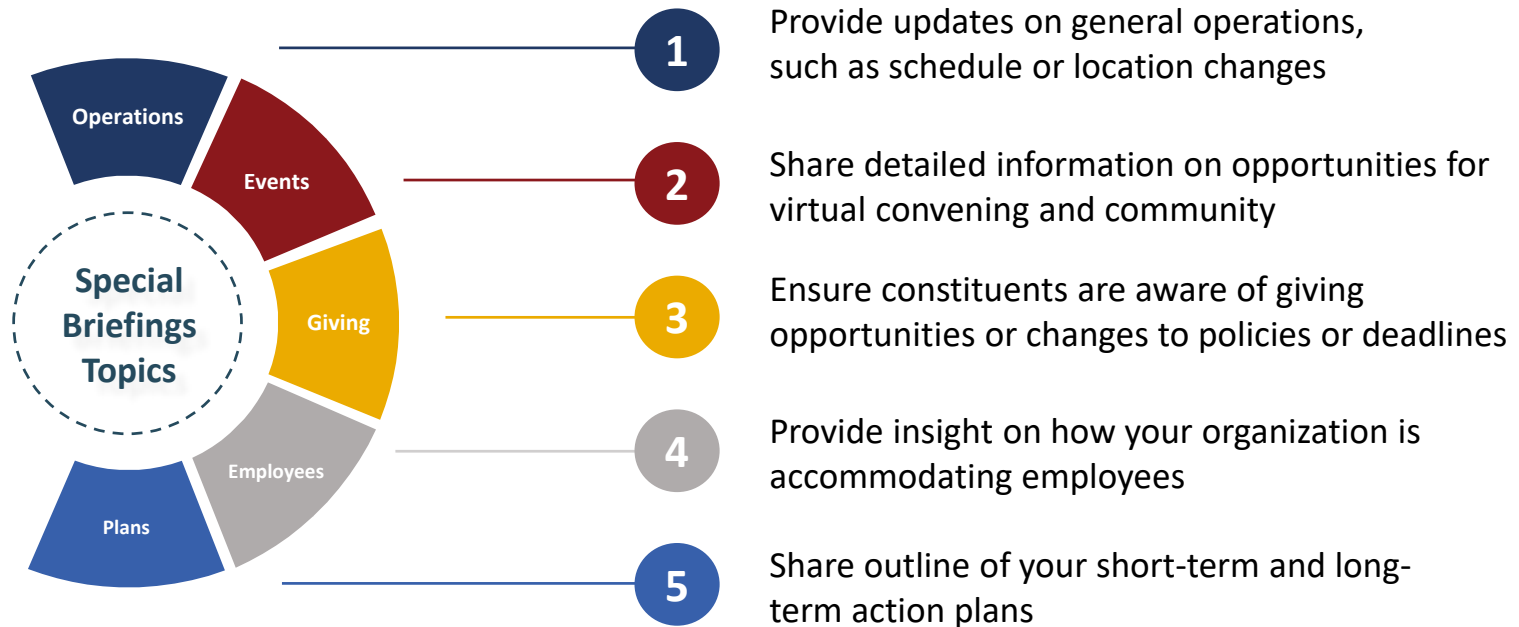 Special
Briefings
Topics
Operations
1
Provide updates on general operations,
such as schedule or location changes
Events
2
Share detailed information on opportunities for
virtual convening and community
Giving
3
Ensure constituents are aware of giving
opportunities or changes to policies or deadlines
Employees
4
Provide insight on how your organization is
accommodating employees
Plans
5
Share outline of your short-term and long-
term action plans